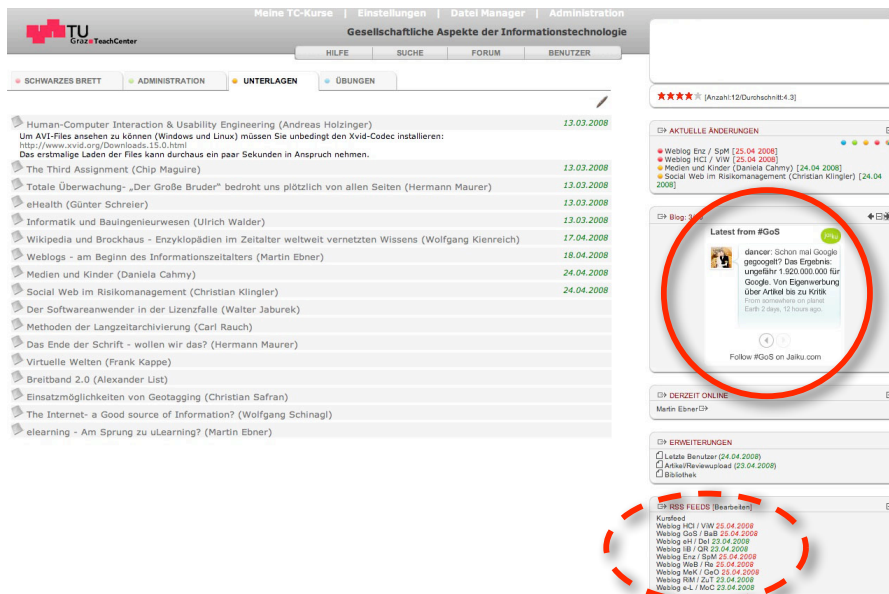 Meine TC-Kurse | Einstellungen | Datei Manager | Administration
TU
Graz TeachCenter
Gesellschaftliche Aspekte der Informationstechnologie
HILFE SUCHE FORUM BENUTZER
SCHWARZES BRETT ADMINISTRATION UNTERLAGEN ÜBUNGEN
Human-Computer Interaction & Usability Engineering (Andreas Holzinger) 13.03.2008
Um AVI-Files ansehen zu können (Windows und Linux) müssen Sie unbedingt den Xvid-Codec installieren:
http://www.xvid.org/Downloads.15.0.html
Das erstmalige Laden der Files kann durchaus ein paar Sekunden in Anspruch nehmen.
The Third Assignment (Chip Maguire) 13.03.2008
Totale Überwachung- „Der Große Bruder" bedroht uns plötzlich von allen Seiten (Hermann Maurer) 13.03.2008
eHealth (Günter Schreier) 13.03.2008
Informatik und Bauingenieurwesen (Ulrich Walder) 13.03.2008
Wikipedia und Brockhaus - Enzyklopädien im Zeitalter weltweit vernetzten Wissens (Wolfgang Kienreich) 17.04.2008
Weblogs - am Beginn des Informationszeitalters (Martin Ebner) 18.04.2008
Medien und Kinder (Daniela Cahmy) 24.04.2008
Social Web im Risikomanagement (Christian Klingler) 24.04.2008
Der Softwareanwender in der Lizenzfalle (Walter Jaburek)
Methoden der Langzeitarchivierung (Carl Rauch)
Das Ende der Schrift - wollen wir das? (Hermann Maurer)
Virtuelle Welten (Frank Kappe)
Breitband 2.0 (Alexander List)
Einsatzmöglichkeiten von Geotagging (Christian Safran)
The Internet- a Good source of Information? (Wolfgang Schinagl)
elearning - Am Sprung zu uLearning? (Martin Ebner)
[Anzahl:12/Durchschnitt:4.3]
AKTUELLE ÄNDERUNGEN
Weblog Enz / SpM [25.04 2008]
Weblog HCI / ViW [25.04 2008]
Medien und Kinder (Daniela Cahmy) [24.04 2008]
Social Web im Risikomanagement (Christian Klingler) [24.04
2008]
Blog:
Latest from #GoS
dancer: Schon mal Google
gegoogelt? Das Ergebnis:
ungefähr 1.920.000.000 für
Google. Von Eigenwerbung
über Artikel bis zu Kritik
From somewhere on planet
Earth 2 days, 12 hours ago.
Follow #GoS on Jaiku.com
DERZEIT ONLINE
Martin Ebner
ERWEITERUNGEN
Letzte Benutzer (24.04.2008)
Artikel/Reviewupload (23.04.2008)
Bibliothek
RSS FEEDS [Bearbeiten]
Kursfeed
Weblog HCI / ViW 25.04.2008
Weblog GoS / BaB 25.04.2008
Weblog eH / DoI 23.04.2008
Weblog IiB / QR 23.04.2008
Weblog Enz / SpM 25.04.2008
Weblog WeB / Re 25.04.2008
Weblog MeK / GeO 25.04.2008
Weblog RiM / ZuT 23.04.2008
Weblog e-L / MoC 23.04.2008